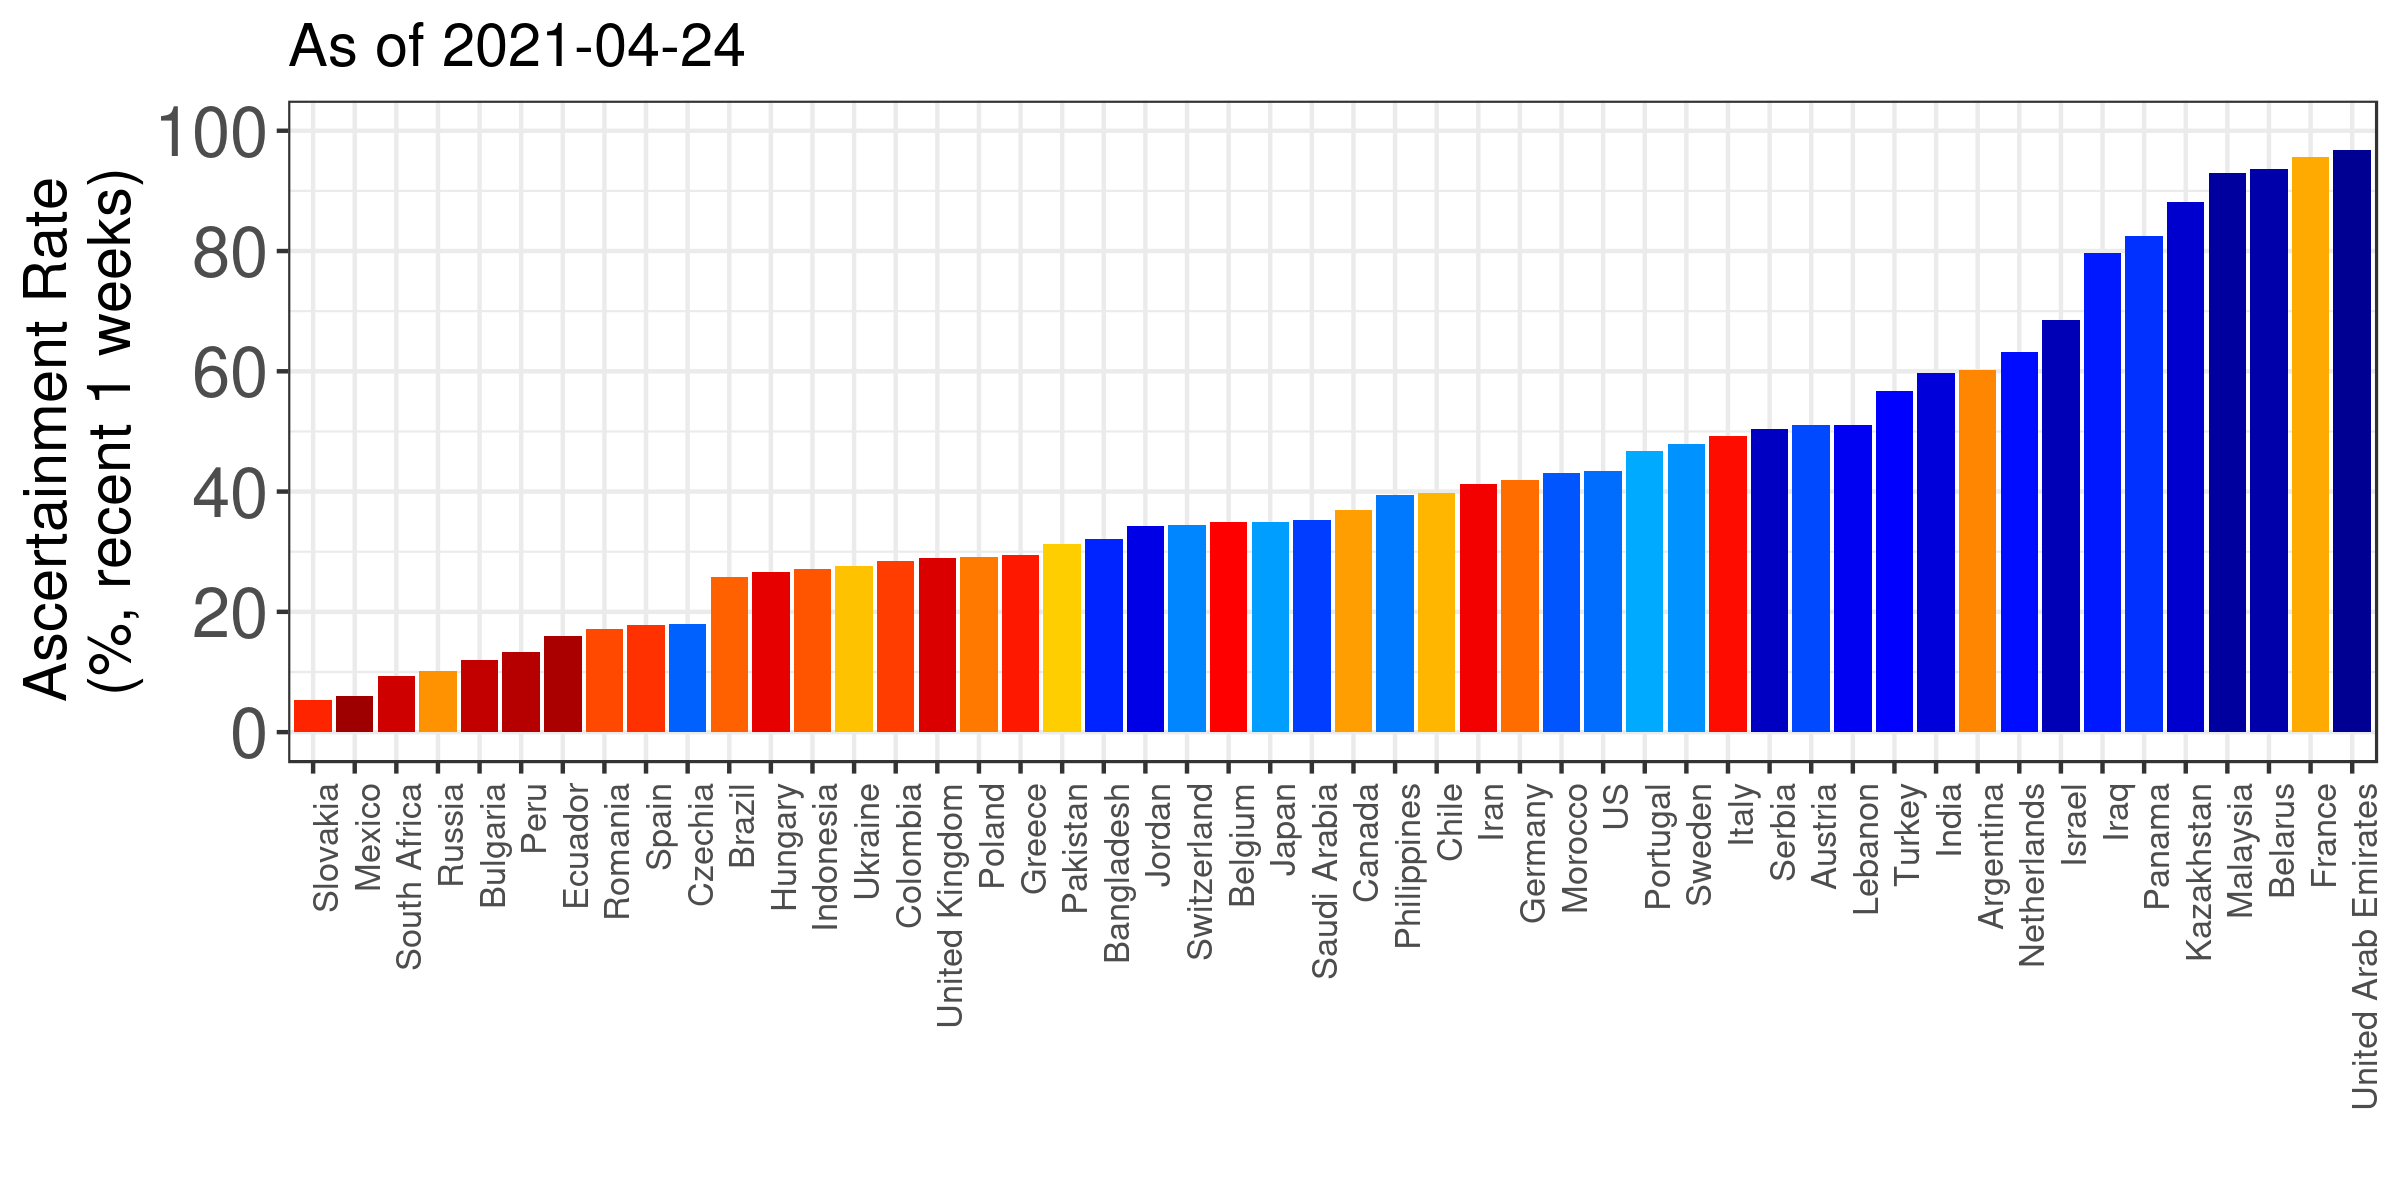 As of 2021-04-24
Ascertainment Rate
(%, recent 1 weeks)
100
80
60
40
20
0
Slovakia
Mexico
South Africa
Russia
Bulgaria
Peru
Ecuador
Romania
Spain
Czechia
Brazil
Hungary
Indonesia
Ukraine
Colombia
United Kingdom
Poland
Greece
Pakistan
Bangladesh
Jordan
Switzerland
Belgium
Japan
Saudi Arabia
Canada
Philippines
Chile
Iran
Germany
Morocco
US
Portugal
Sweden
Italy
Serbia
Austria
Lebanon
Turkey
India
Argentina
Netherlands
Israel
Iraq
Panama
Kazakhstan
Malaysia
Belarus
France
United Arab Emirates